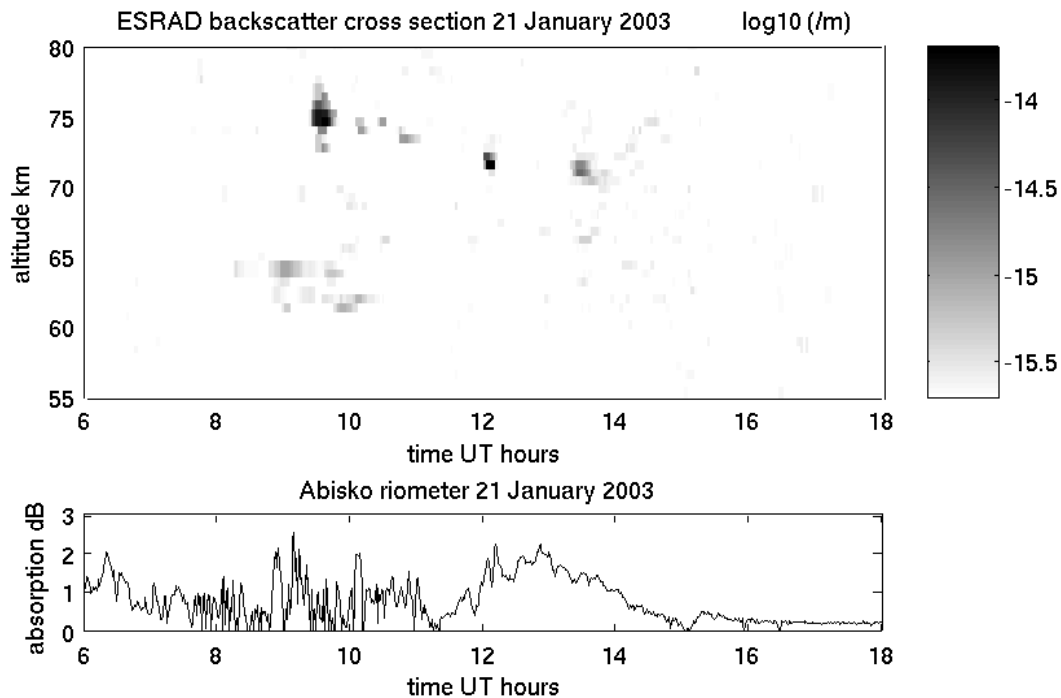 ESRAD backscatter cross section 21 January 2003 log10 (/m)
80
75
70
65
60
55
altitude km
6 8 10 12 14 16 18
time UT hours
-14
-14.5
-15
-15.5
Abisko riometer 21 January 2003
3
2
1
0
absorption dB
6 8 10 12 14 16 18
time UT hours